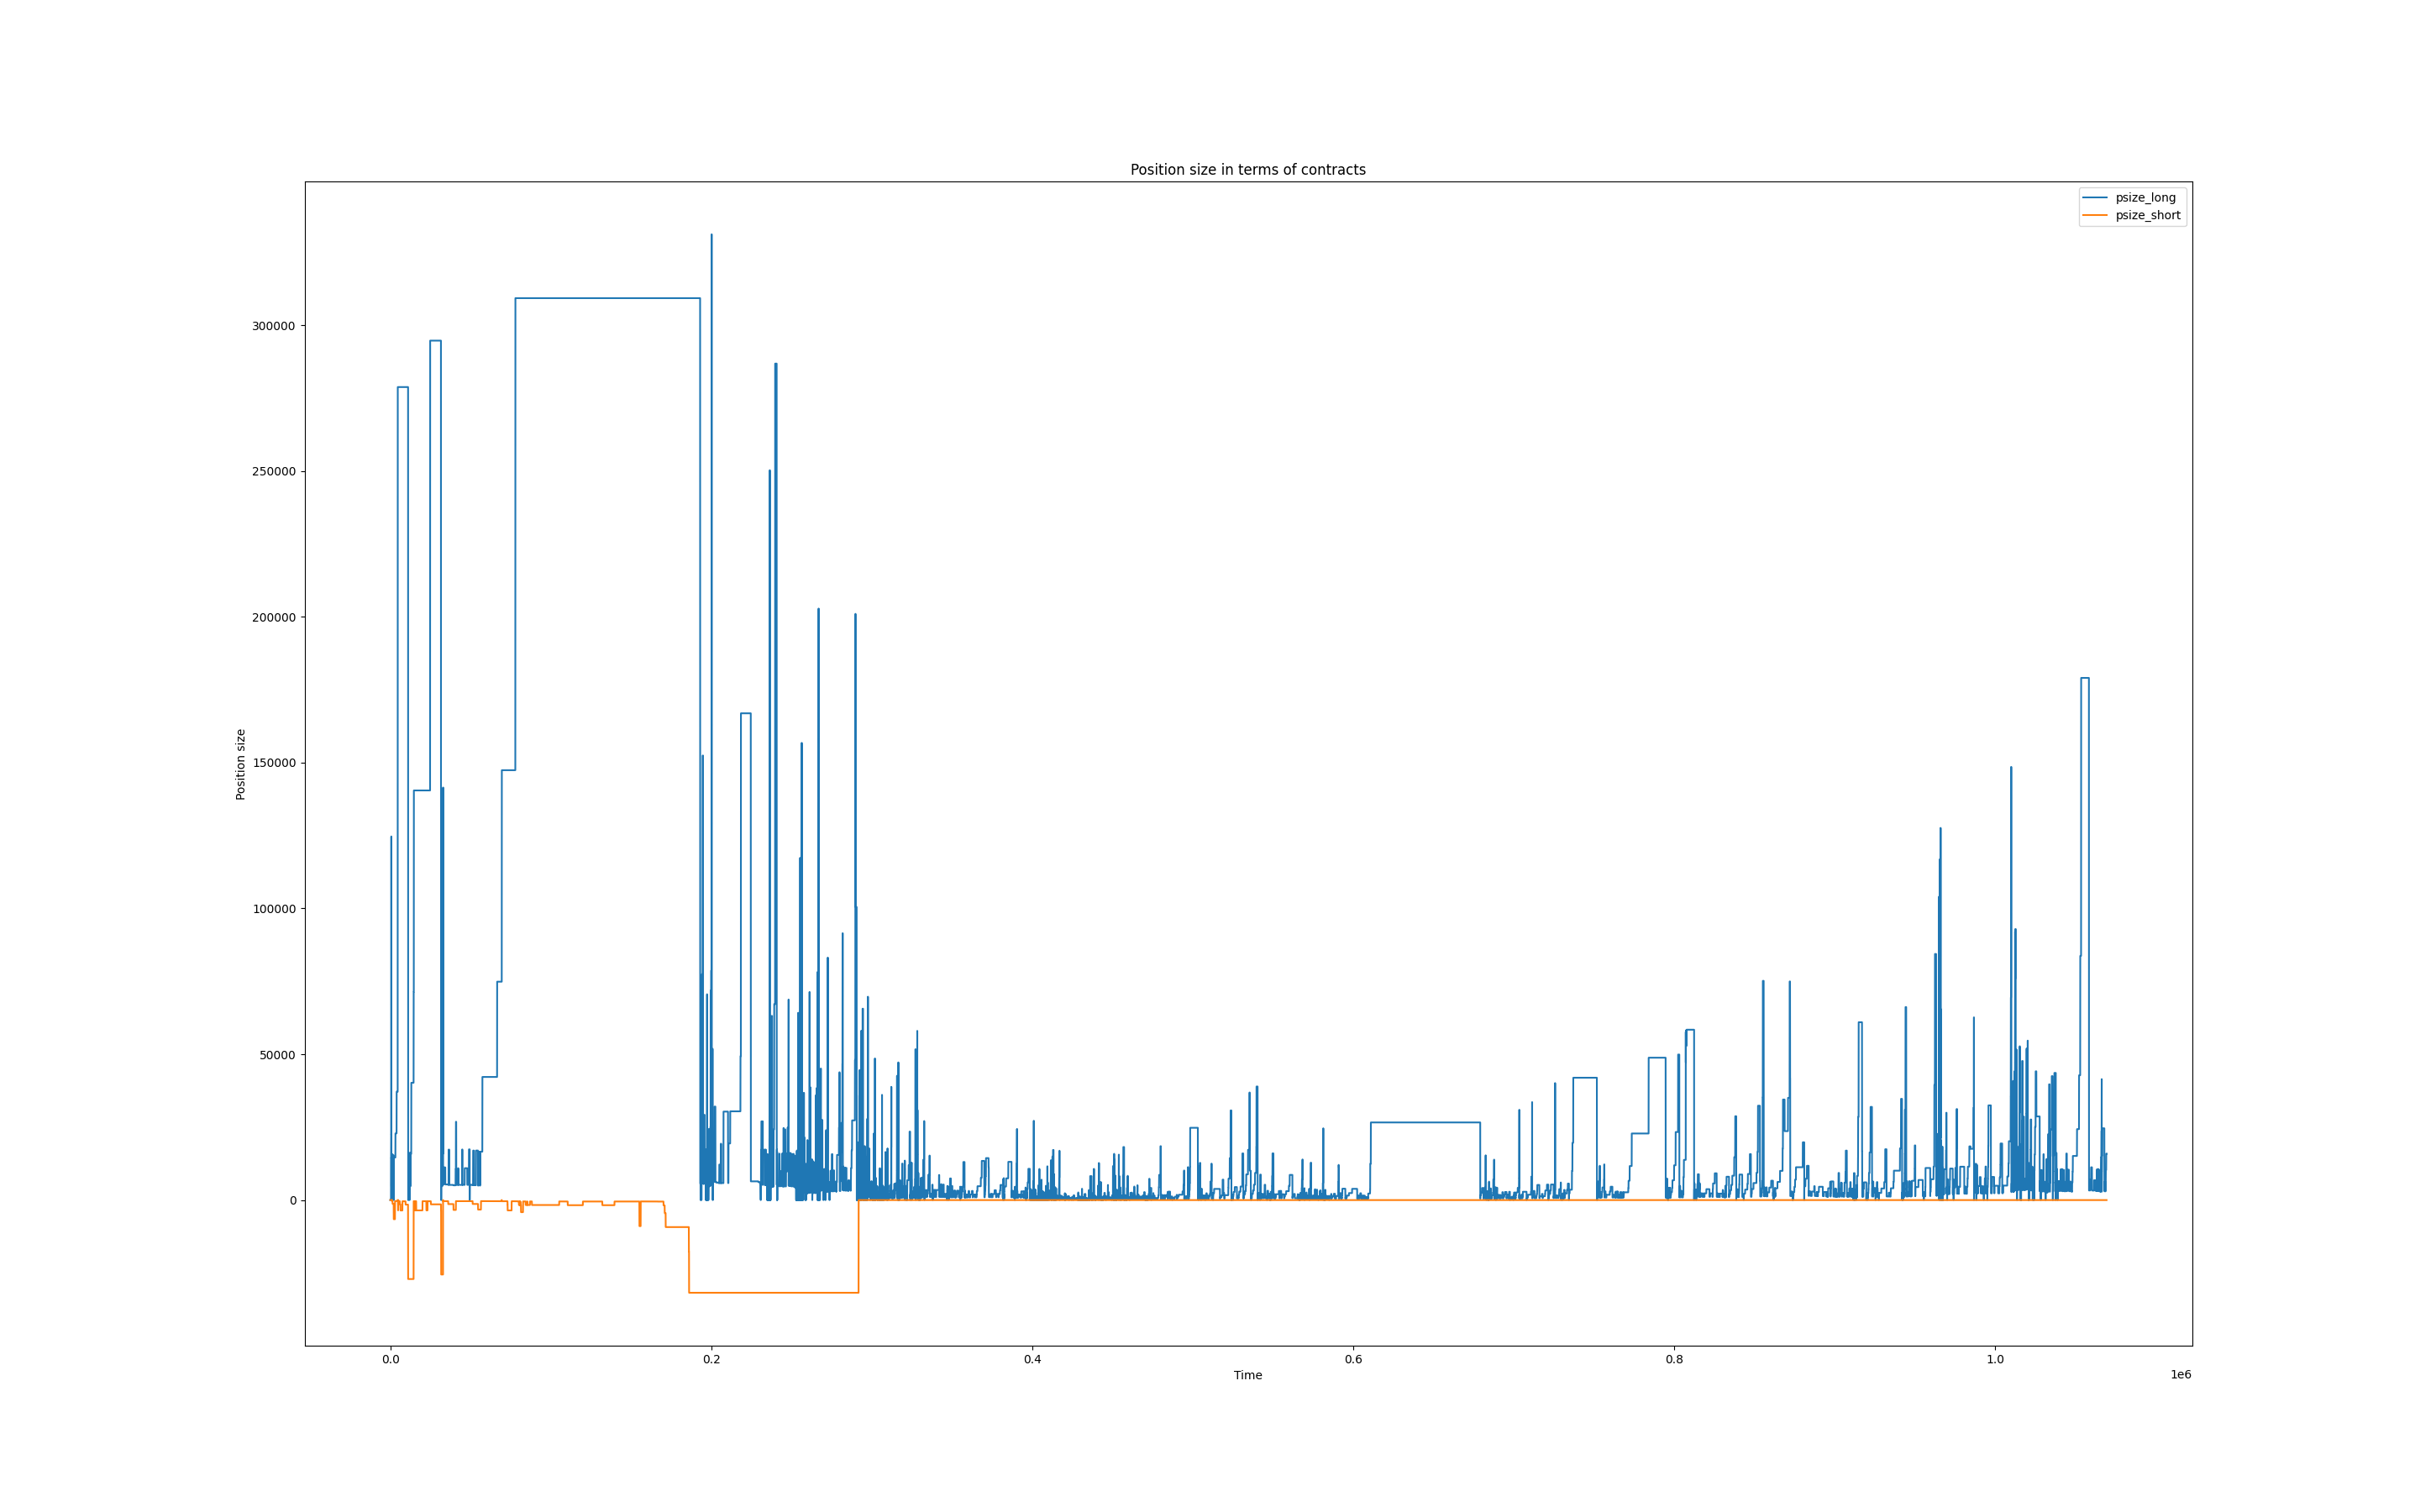 Position size in terms of contracts
psize_long
psize_short
300000
250000
200000
150000
100000
50000
0
Position size
0.0 0.2 0.4 0.6 0.8 1.0
Time
1e6